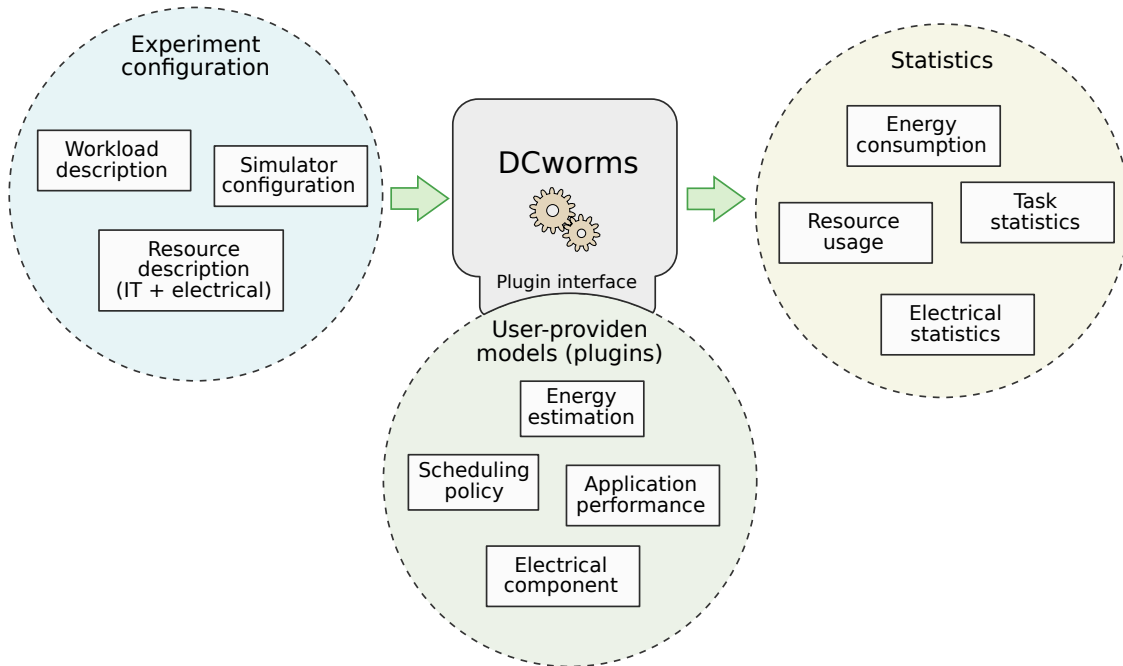 Experiment
configuration
Workload
description
Simulator
configuration
Resource
description
(IT + electrical)
DCworms
Plugin interface
User-providen
models (plugins)
Energy
estimation
Scheduling
policy
Application
performance
Electrical
component
Statistics
Energy
consumption
Task
statistics
Resource
usage
Electrical
statistics